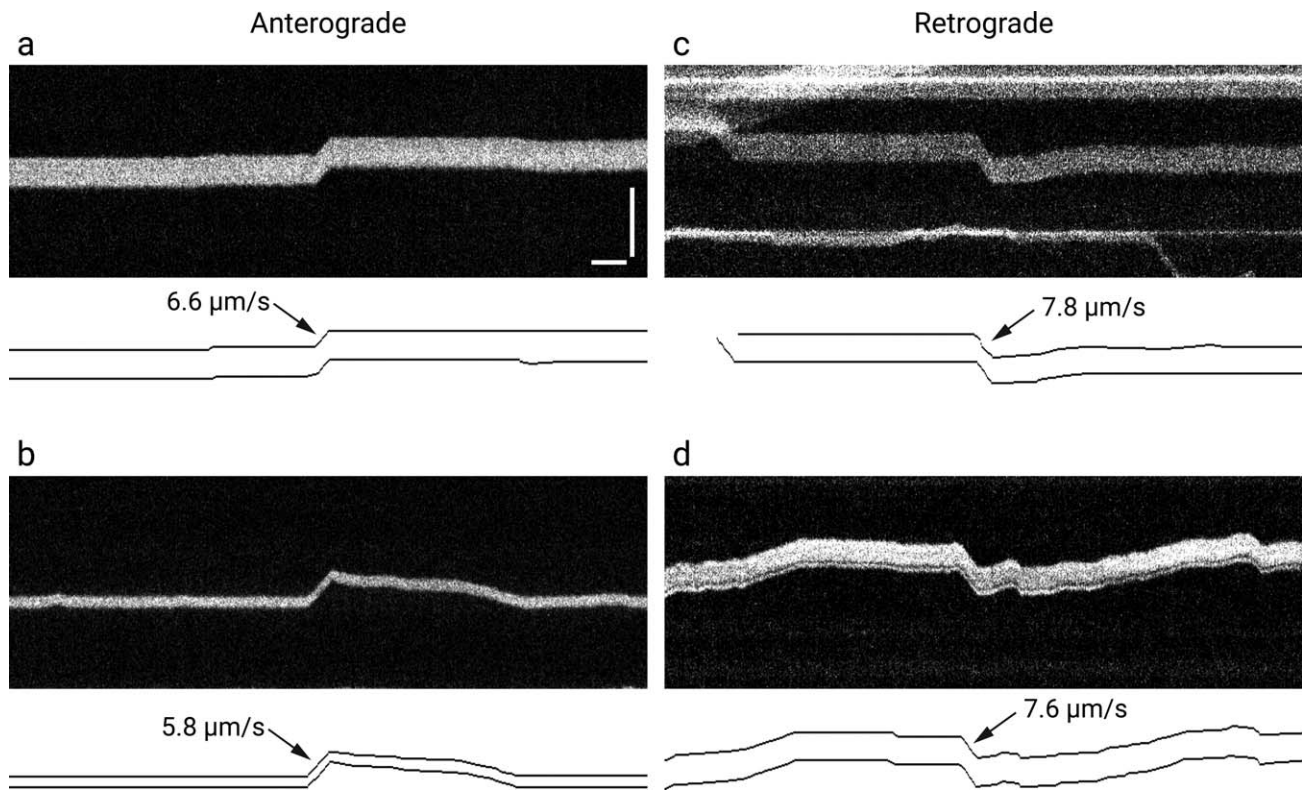 Anterograde
Retrograde
a
c
6.6 µm/s
7.8 µm/s
b
d
5.8 µm/s
7.6 µm/s